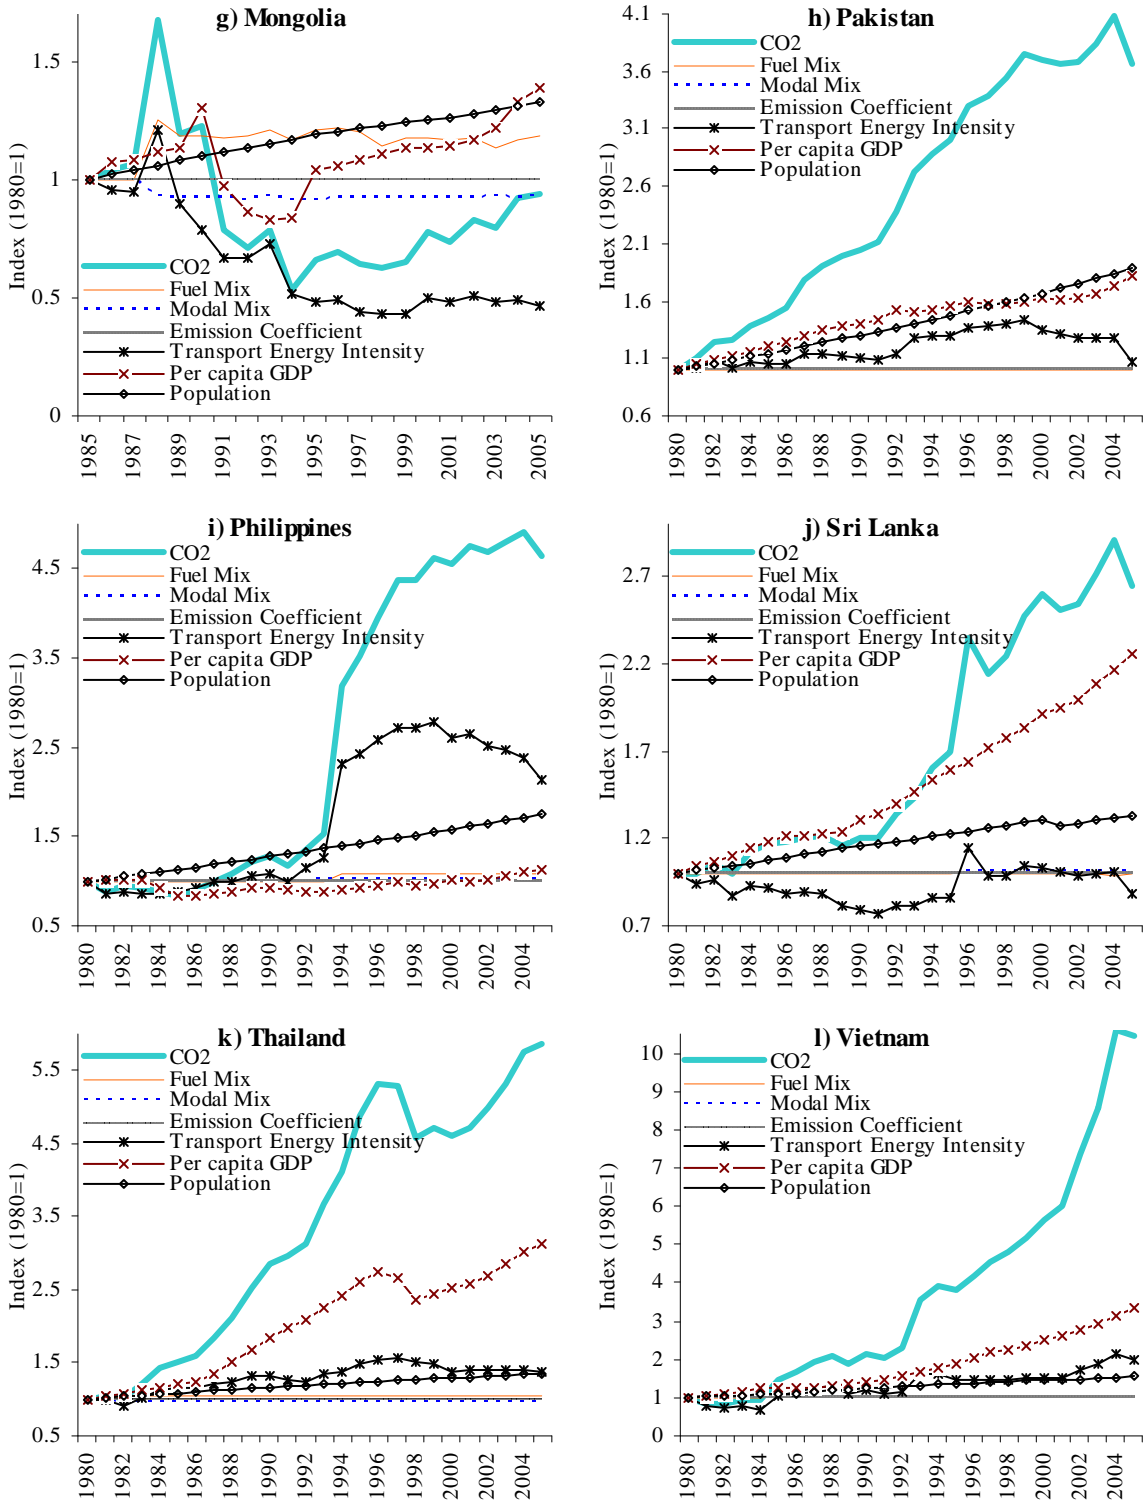 g) Mongolia
1.5
1
0.5
0
Index (1980=1)
CO2
Fuel Mix
Modal Mix
Emission Coefficient
Transport Energy Intensity
Per capita GDP
Population
1985
1987
1989
1991
1993
1995
1997
1999
2001
2003
2005
h) Pakistan
4.1
3.6
3.1
2.6
2.1
1.6
1.1
0.6
Index (1980=1)
CO2
Fuel Mix
Modal Mix
Emission Coefficient
Transport Energy Intensity
Per capita GDP
Population
1980
1982
1984
1986
1988
1990
1992
1994
1996
1998
2000
2002
2004
i) Philippines
4.5
3.5
2.5
1.5
0.5
Index (1980=1)
CO2
Fuel Mix
Modal Mix
Emission Coefficient
Transport Energy Intensity
Per capita GDP
Population
1980
1982
1984
1986
1988
1990
1992
1994
1996
1998
2000
2002
2004
j) Sri Lanka
2.7
2.2
1.7
1.2
0.7
Index (1980=1)
CO2
Fuel Mix
Modal Mix
Emission Coefficient
Transport Energy Intensity
Per capita GDP
Population
1980
1982
1984
1986
1988
1990
1992
1994
1996
1998
2000
2002
2004
k) Thailand
5.5
4.5
3.5
2.5
1.5
0.5
Index (1980=1)
CO2
Fuel Mix
Modal Mix
Emission Coefficient
Transport Energy Intensity
Per capita GDP
Population
1980
1982
1984
1986
1988
1990
1992
1994
1996
1998
2000
2002
2004
l) Vietnam
10
9
8
7
6
5
4
3
2
1
0
Index (1980=1)
CO2
Fuel Mix
Modal Mix
Emission Coefficient
Transport Energy Intensity
Per capita GDP
Population
1980
1982
1984
1986
1988
1990
1992
1994
1996
1998
2000
2002
2004